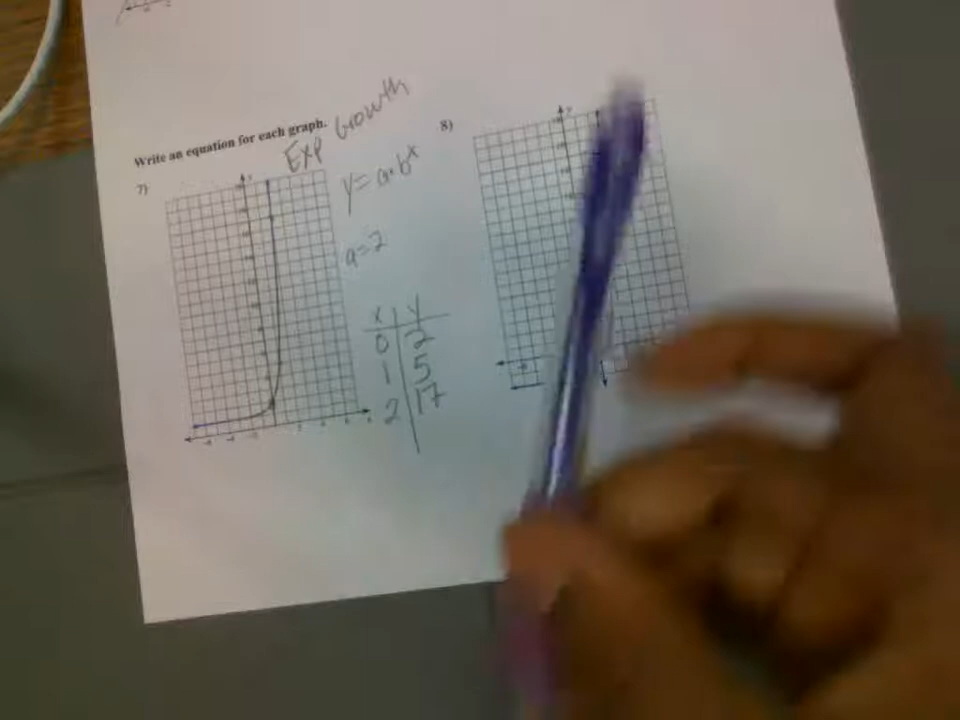 Write an equation for each graph.
7)
EXP Growth
y = a·b^x
a = 2
x | y
0 | 2
1 | 5
2 | 17
8)